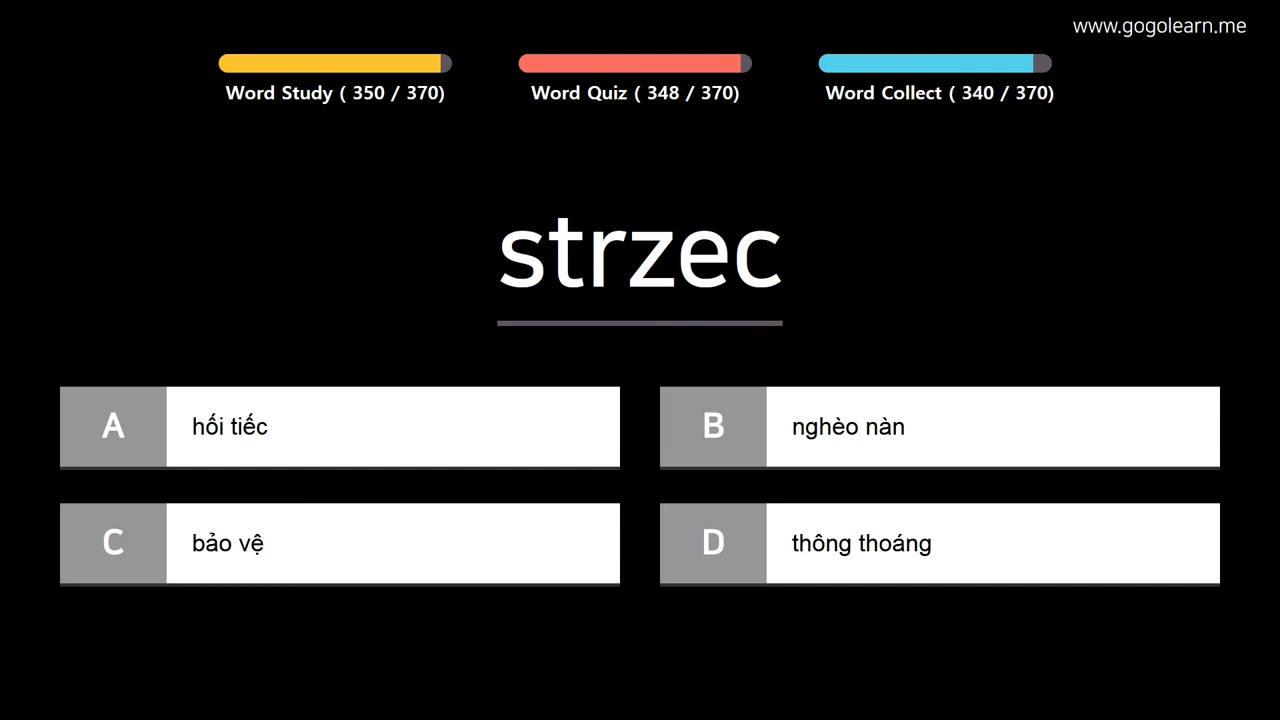 www.gogolearn.me
Word Study ( 350 / 370)
Word Quiz ( 348 / 370)
Word Collect ( 340 / 370)
strzec
A hối tiếc
B nghèo nàn
C bảo vệ
D thông thoáng